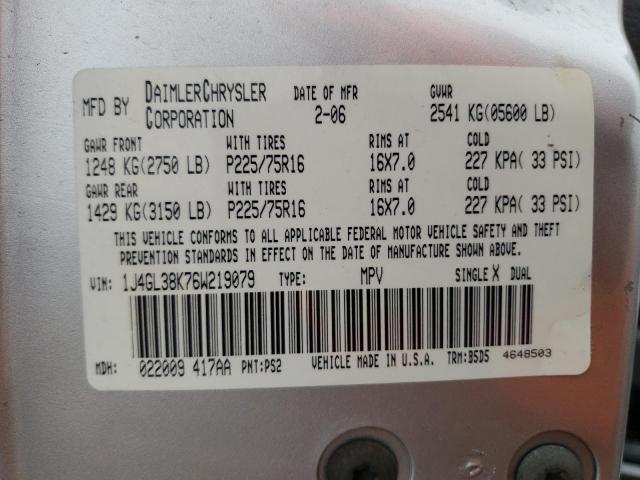 MFD BY DAIMLERCHRYSLER CORPORATION DATE OF MFR 2-06 GVWR 2541 KG(05600 LB)
GAWR FRONT WITH TIRES RIMS AT COLD
1248 KG(2750 LB) P225/75R16 16X7.0 227 KPA( 33 PSI)
GAWR REAR WITH TIRES RIMS AT COLD
1429 KG(3150 LB) P225/75R16 16X7.0 227 KPA( 33 PSI)
THIS VEHICLE CONFORMS TO ALL APPLICABLE FEDERAL MOTOR VEHICLE SAFETY AND THEFT
PREVENTION STANDARDS IN EFFECT ON THE DATE OF MANUFACTURE SHOWN ABOVE.
VIN: 1J4GL38K76W219079 TYPE: MPV SINGLE X DUAL
MDH: 022009 417AA PNT:PS2 VEHICLE MADE IN U.S.A. TRM:BSD5 4648503